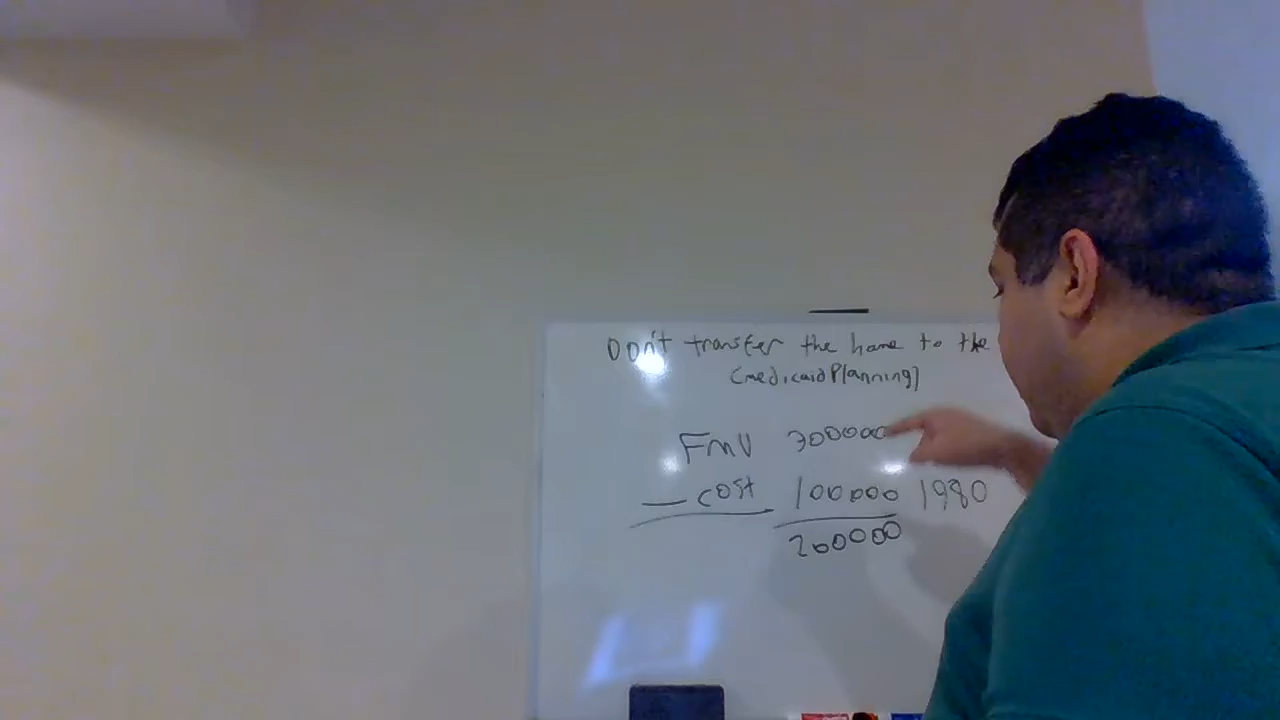 Don't transfer the home to the
(medicaid Planning)
FMV 300000
— cost 100000 1980
200000